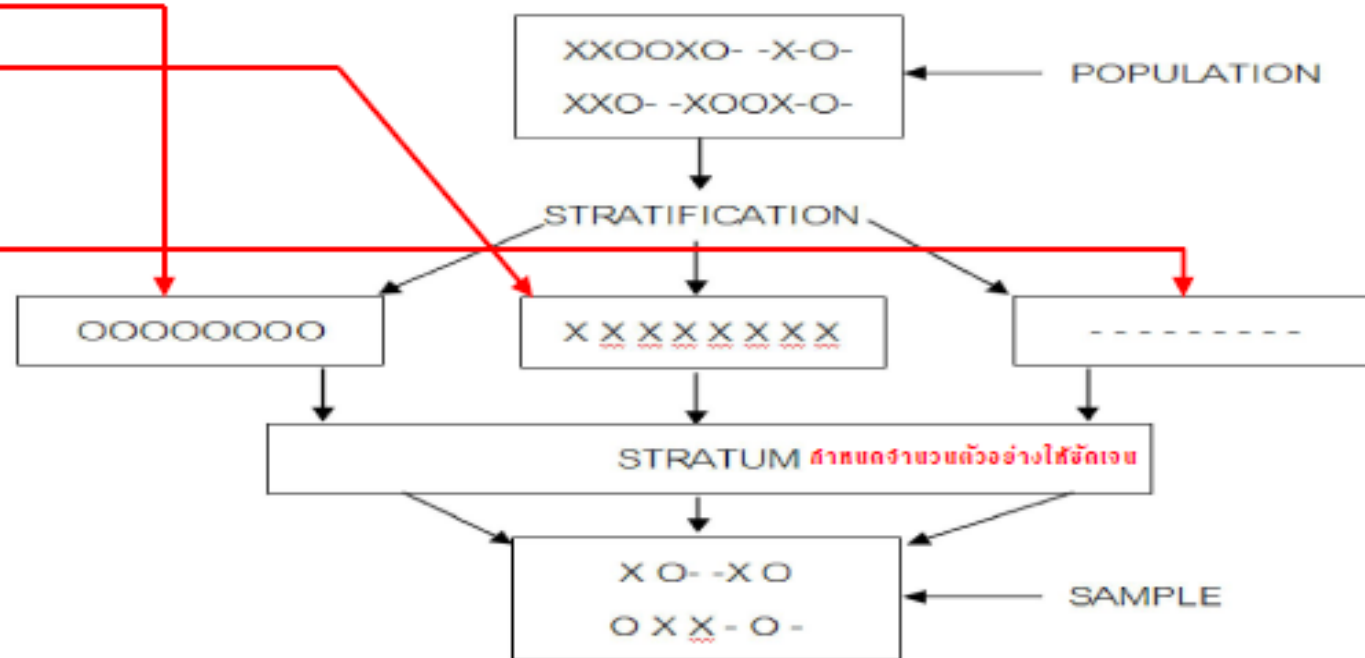 XXOOXO- -X-O-
XXO- -XOOX-O-
POPULATION
STRATIFICATION
OOOOOOOO
X X X X X X X X
- - - - - - - - -
STRATUM กำหนดจำนวนตัวอย่างให้ชัดเจน
X O- -X O
O X X - O -
SAMPLE